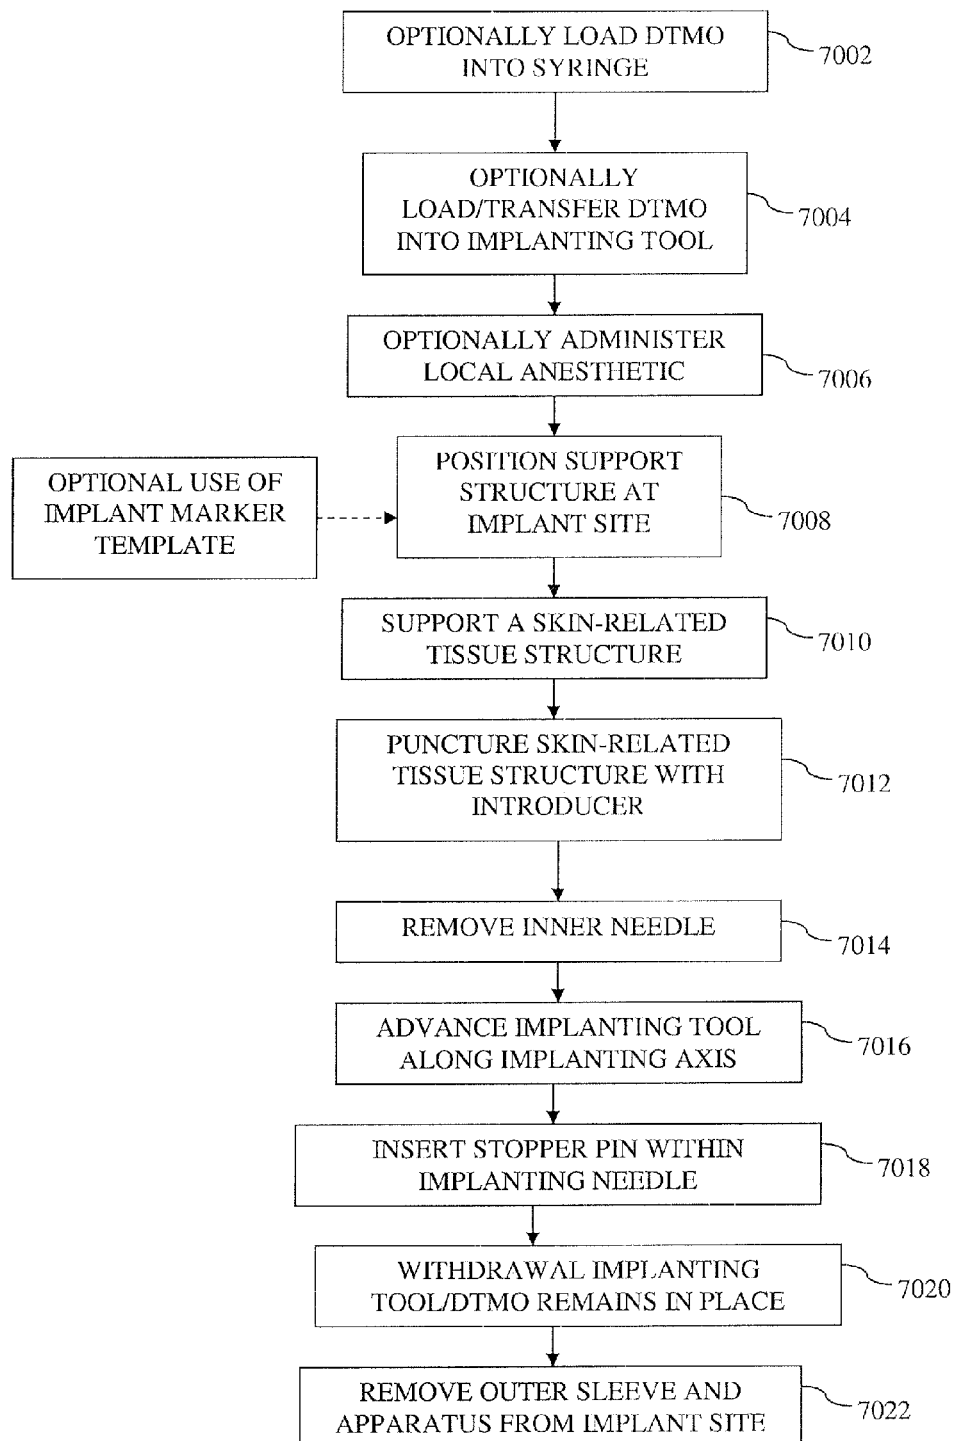 OPTIONALLY LOAD DTMO
INTO SYRINGE
7002
OPTIONALLY
LOAD/TRANSFER DTMO
INTO IMPLANTING TOOL
7004
OPTIONALLY ADMINISTER
LOCAL ANESTHETIC
7006
OPTIONAL USE OF
IMPLANT MARKER
TEMPLATE
POSITION SUPPORT
STRUCTURE AT
IMPLANT SITE
7008
SUPPORT A SKIN-RELATED
TISSUE STRUCTURE
7010
PUNCTURE SKIN-RELATED
TISSUE STRUCTURE WITH
INTRODUCER
7012
REMOVE INNER NEEDLE
7014
ADVANCE IMPLANTING TOOL
ALONG IMPLANTING AXIS
7016
INSERT STOPPER PIN WITHIN
IMPLANTING NEEDLE
7018
WITHDRAWAL IMPLANTING
TOOL/DTMO REMAINS IN PLACE
7020
REMOVE OUTER SLEEVE AND
APPARATUS FROM IMPLANT SITE
7022